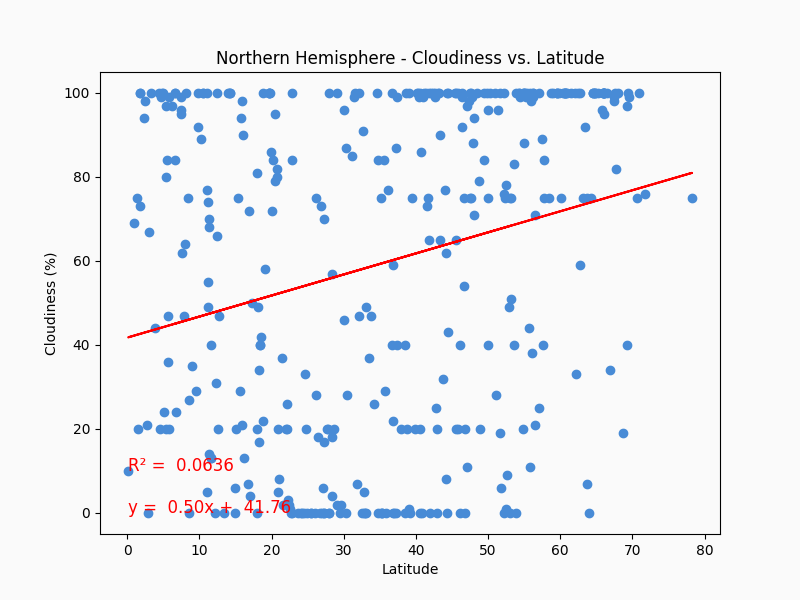 Northern Hemisphere - Cloudiness vs. Latitude
100
80
60
40
20
0
Cloudiness (%)
R² =  0.0636
y =  0.50x +  41.76
0 10 20 30 40 50 60 70 80
Latitude